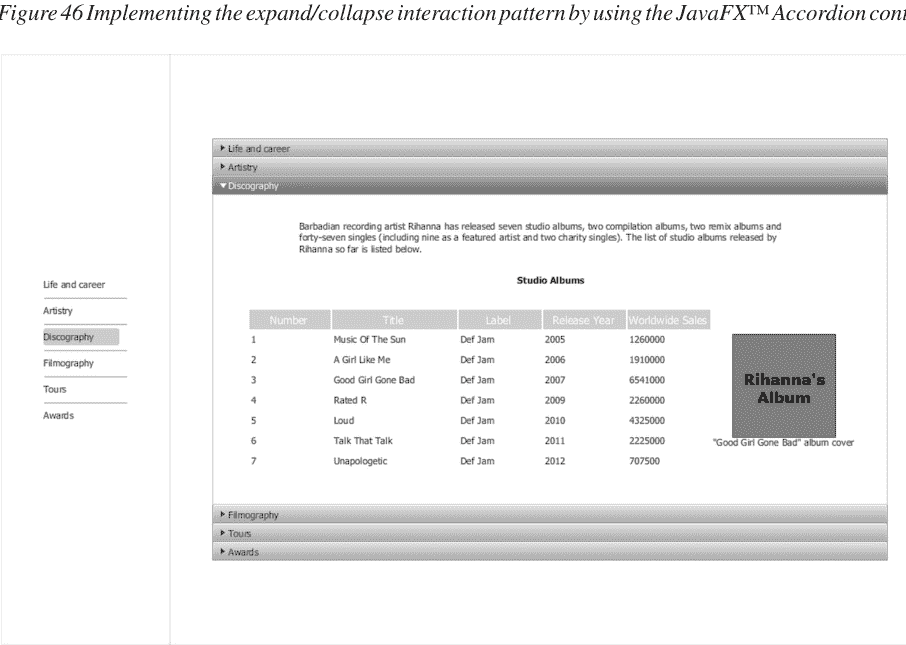 Figure 46 Implementing the expand/collapse interaction pattern by using the JavaFX™ Accordion cont
Life and career
Artistry
Discography
Filmography
Tours
Awards
Life and career
Artistry
Discography
Barbadian recording artist Rihanna has released seven studio albums, two compilation albums, two remix albums and
forty-seven singles (including nine as a featured artist and two charity singles). The list of studio albums released by
Rihanna so far is listed below.
Studio Albums
Number Title Label Release Year Worldwide Sales
1 Music Of The Sun Def Jam 2005 1260000
2 A Girl Like Me Def Jam 2006 1910000
3 Good Girl Gone Bad Def Jam 2007 6541000
4 Rated R Def Jam 2009 2260000
5 Loud Def Jam 2010 4325000
6 Talk That Talk Def Jam 2011 2225000
7 Unapologetic Def Jam 2012 707500
Rihanna's
Album
"Good Girl Gone Bad" album cover
Filmography
Tours
Awards